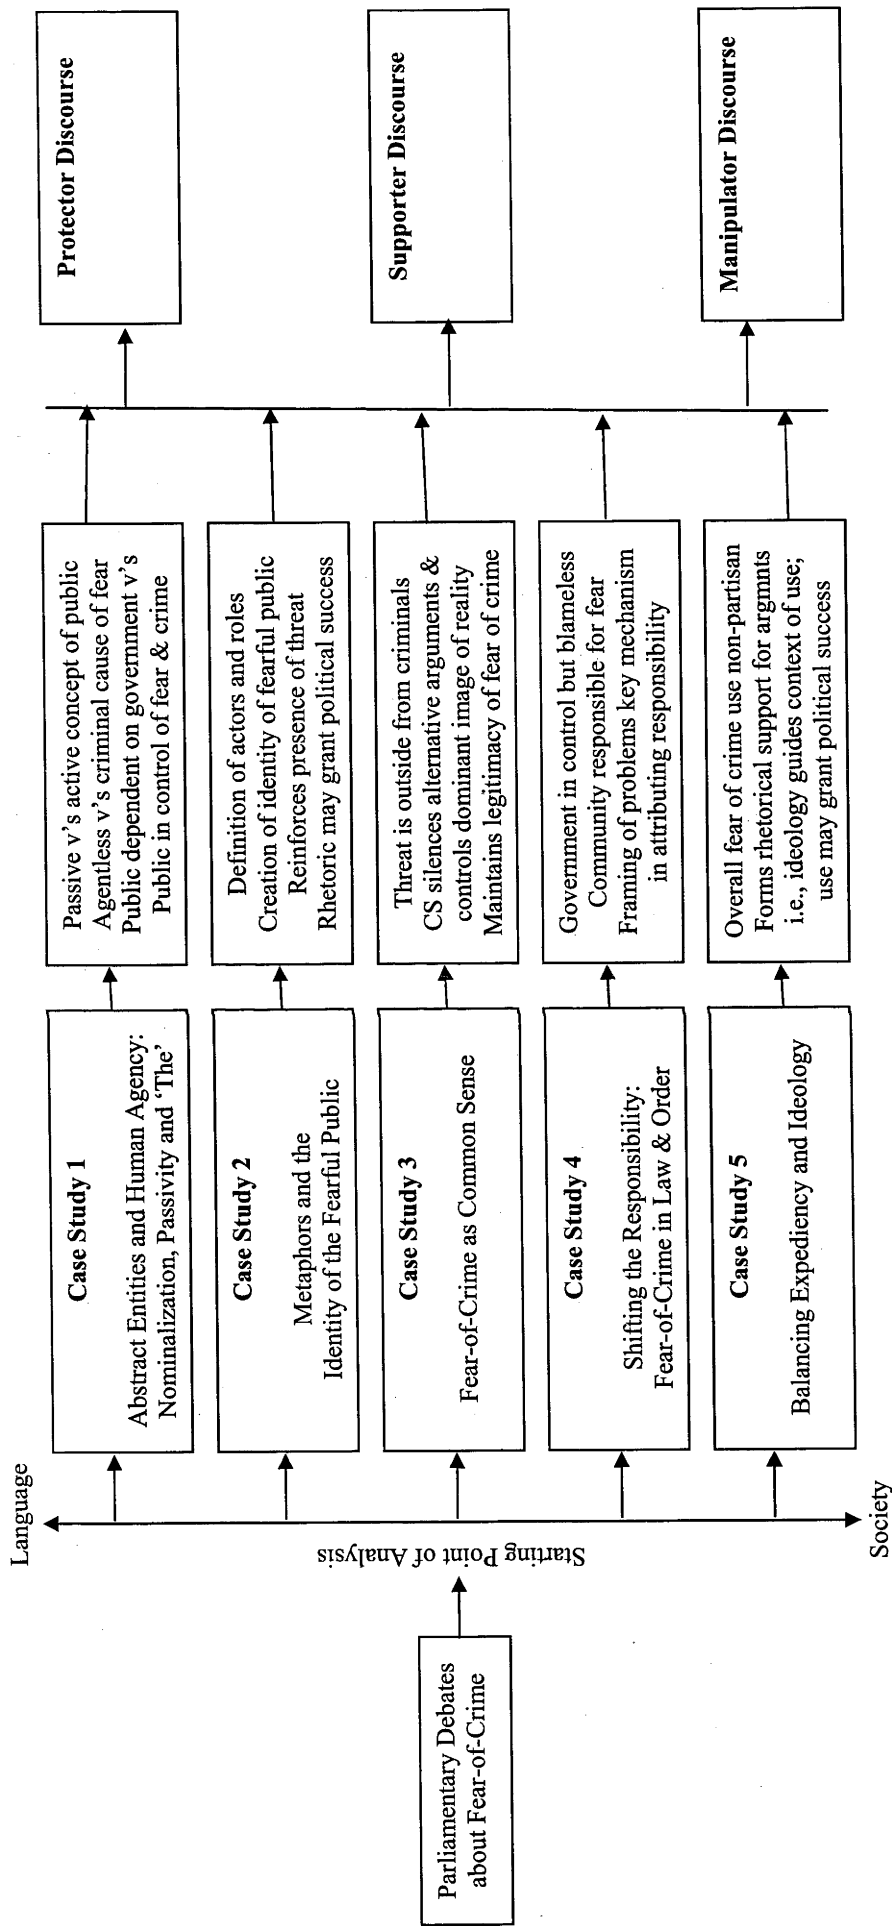 Parliamentary Debates
about Fear-of-Crime
Language
Starting Point of Analysis
Society
Case Study 1
Abstract Entities and Human Agency:
Nominalization, Passivity and ‘The’
Case Study 2
Metaphors and the
Identity of the Fearful Public
Case Study 3
Fear-of-Crime as Common Sense
Case Study 4
Shifting the Responsibility:
Fear-of-Crime in Law & Order
Case Study 5
Balancing Expediency and Ideology
Passive v's active concept of public
Agentless v's criminal cause of fear
Public dependent on government v's
Public in control of fear & crime
Definition of actors and roles
Creation of identity of fearful public
Reinforces presence of threat
Rhetoric may grant political success
Threat is outside from criminals
CS silences alternative arguments &
controls dominant image of reality
Maintains legitimacy of fear of crime
Government in control but blameless
Community responsible for fear
Framing of problems key mechanism
in attributing responsibility
Overall fear of crime use non-partisan
Forms rhetorical support for argmnts
i.e., ideology guides context of use;
use may grant political success
Protector Discourse
Supporter Discourse
Manipulator Discourse